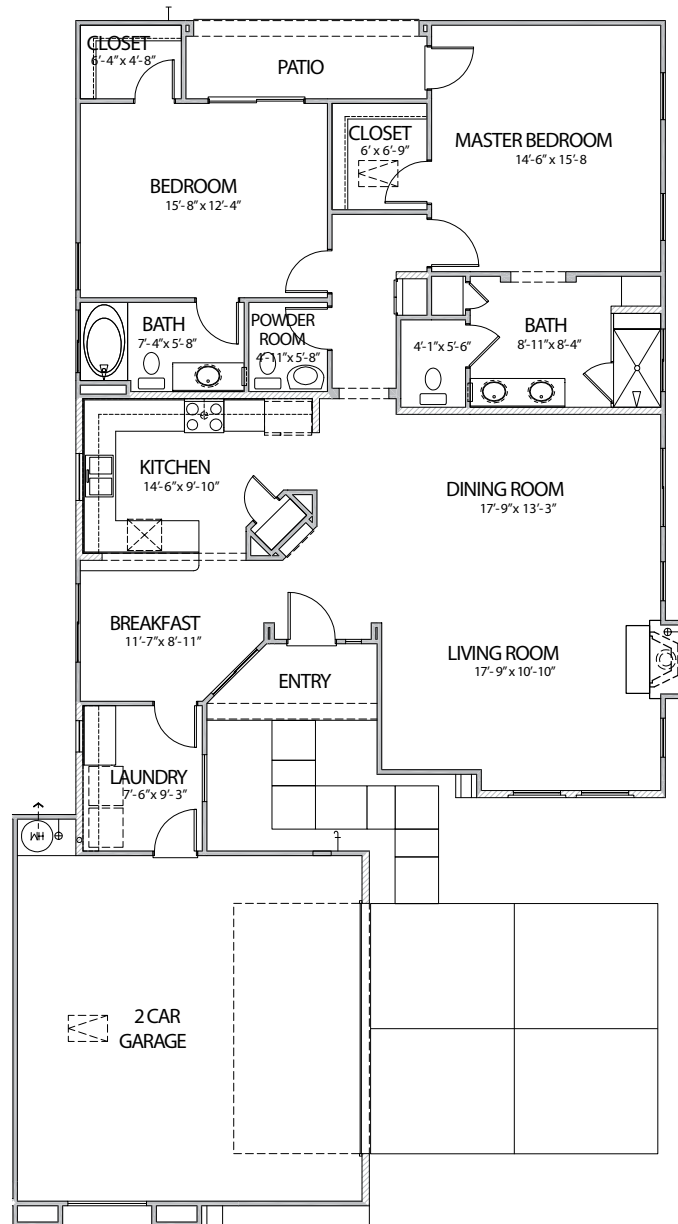 CLOSET
6'-4"x 4'-8"
PATIO
CLOSET
6' x 6'-9"
MASTER BEDROOM
14'-6" x 15'-8
BEDROOM
15'-8" x 12'-4"
BATH
7'-4"x 5'-8"
POWDER
ROOM
4'-11"x 5'-8"
4'-1"x 5'-6"
BATH
8'-11"x 8'-4"
KITCHEN
14'-6"x 9'-10"
DINING ROOM
17'-9"x 13'-3"
BREAKFAST
11'-7"x 8'-11"
LIVING ROOM
17'-9"x 10'-10"
ENTRY
LAUNDRY
7'-6"x 9'-3"
HW
2 CAR
GARAGE